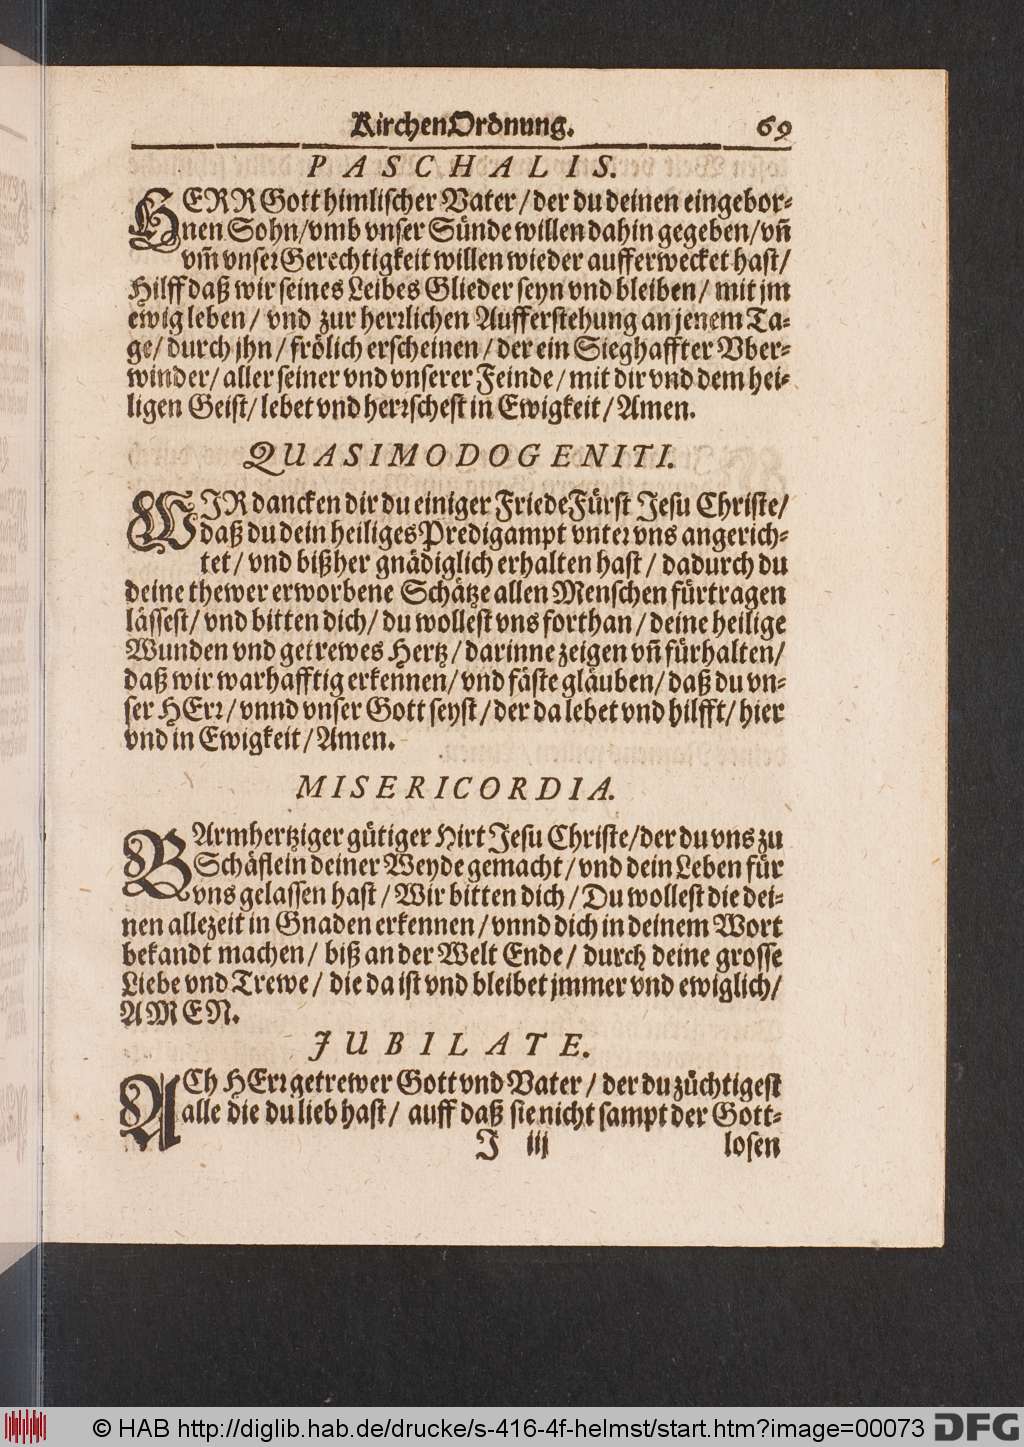 KirchenOrdnung. 69
PASCHALIS.
HERR Gott himlischer Vater / der du deinen eingebor-
nen Sohn/vmb vnser Sünde willen dahin gegeben/vñ
vm̃ vnser Gerechtigkeit willen wieder aufferwecket hast/
Hilff daß wir seines Leibes Glieder seyn vnd bleiben/ mit jm
ewig leben / vnd zur herrlichen Aufferstehung an jenem Ta-
ge/ durch jhn / frölich erscheinen / der ein Sieghaffter Vber-
winder/ aller seiner vnd vnserer Feinde / mit dir vnd dem hei-
ligen Geist/ lebet vnd herrschest in Ewigkeit / Amen.
QUASIMODOGENITI.
WIR dancken dir du einiger FriedeFürst Jesu Christe/
daß du dein heiliges Predigampt vnter vns angerich-
tet / vnd bißher gnädiglich erhalten hast / dadurch du
deine thewer erworbene Schätze allen Menschen fürtragen
lässest/ vnd bitten dich/ du wollest vns forthan / deine heilige
Wunden vnd getrewes Hertz / darinne zeigen vñ fürhalten/
daß wir warhafftig erkennen/ vnd fäste gläuben/ daß du vn-
ser HErr / vnnd vnser Gott seyst / der da lebet vnd hilfft/ hier
vnd in Ewigkeit / Amen.
MISERICORDIA.
BArmhertziger gütiger Hirt Jesu Christe/der du vns zu
Schäflein deiner Weyde gemacht / vnd dein Leben für
vns gelassen hast / Wir bitten dich / Du wollest die dei-
nen allezeit in Gnaden erkennen / vnnd dich in deinem Wort
bekandt machen / biß an der Welt Ende / durch deine grosse
Liebe vnd Trewe / die da ist vnd bleibet jmmer vnd ewiglich/
AMEN.
JUBILATE.
ACh HErr getrewer Gott vnd Vater / der du züchtigest
alle die du lieb hast / auff daß sie nicht sampt der Gott-
J iij losen
© HAB http://diglib.hab.de/drucke/s-416-4f-helmst/start.htm?image=00073 DFG